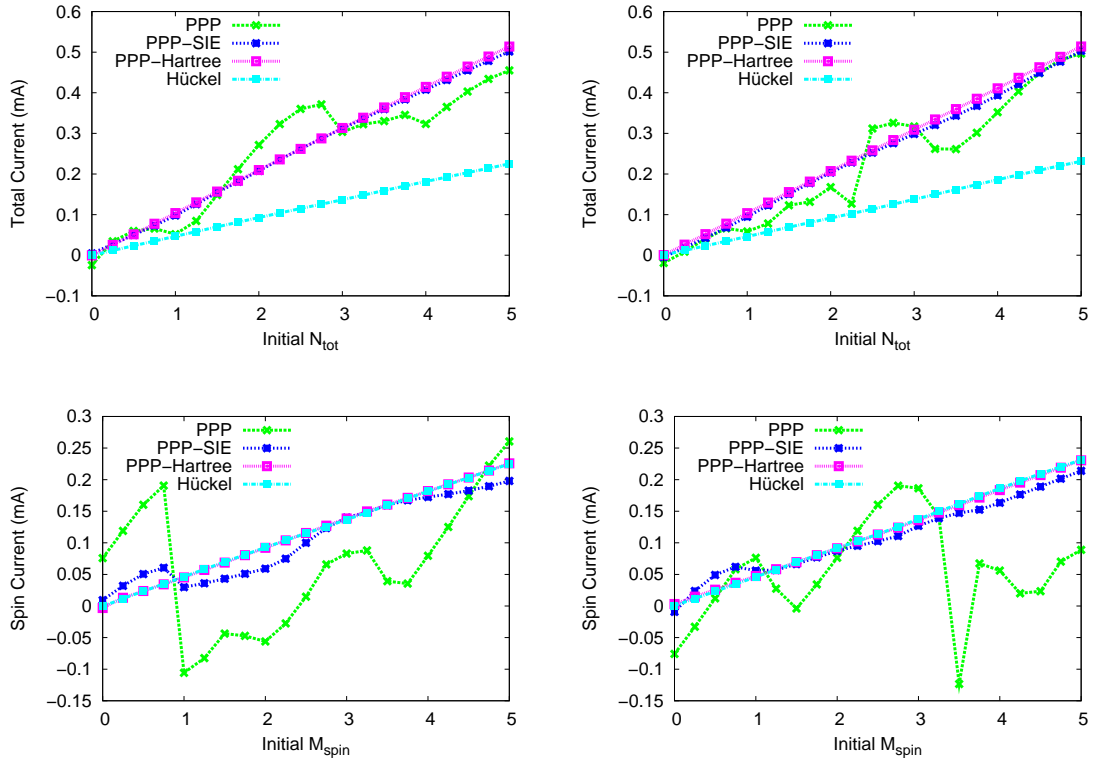 0.6
0.5
0.4
0.3
0.2
0.1
0
−0.1
Total Current (mA)
PPP
PPP−SIE
PPP−Hartree
Hückel
0 1 2 3 4 5
Initial N_tot
0.6
0.5
0.4
0.3
0.2
0.1
0
−0.1
Total Current (mA)
PPP
PPP−SIE
PPP−Hartree
Hückel
0 1 2 3 4 5
Initial N_tot
0.3
0.25
0.2
0.15
0.1
0.05
0
−0.05
−0.1
−0.15
Spin Current (mA)
PPP
PPP−SIE
PPP−Hartree
Hückel
0 1 2 3 4 5
Initial M_spin
0.3
0.25
0.2
0.15
0.1
0.05
0
−0.05
−0.1
−0.15
Spin Current (mA)
PPP
PPP−SIE
PPP−Hartree
Hückel
0 1 2 3 4 5
Initial M_spin